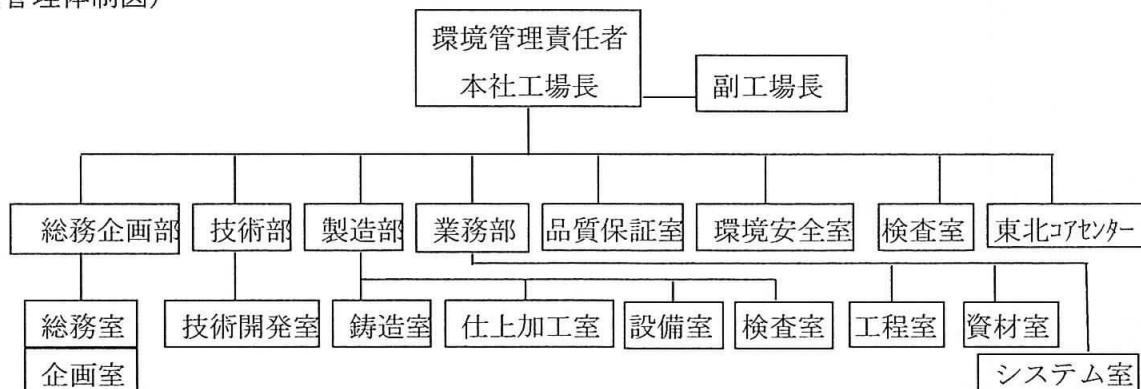 管理体制図)
環境管理責任者
本社工場長
副工場長
総務企画部 技術部 製造部 業務部 品質保証室 環境安全室 検査室 東北コアセンター
総務室 技術開発室 鋳造室 仕上加工室 設備室 検査室 工程室 資材室
企画室 システム室